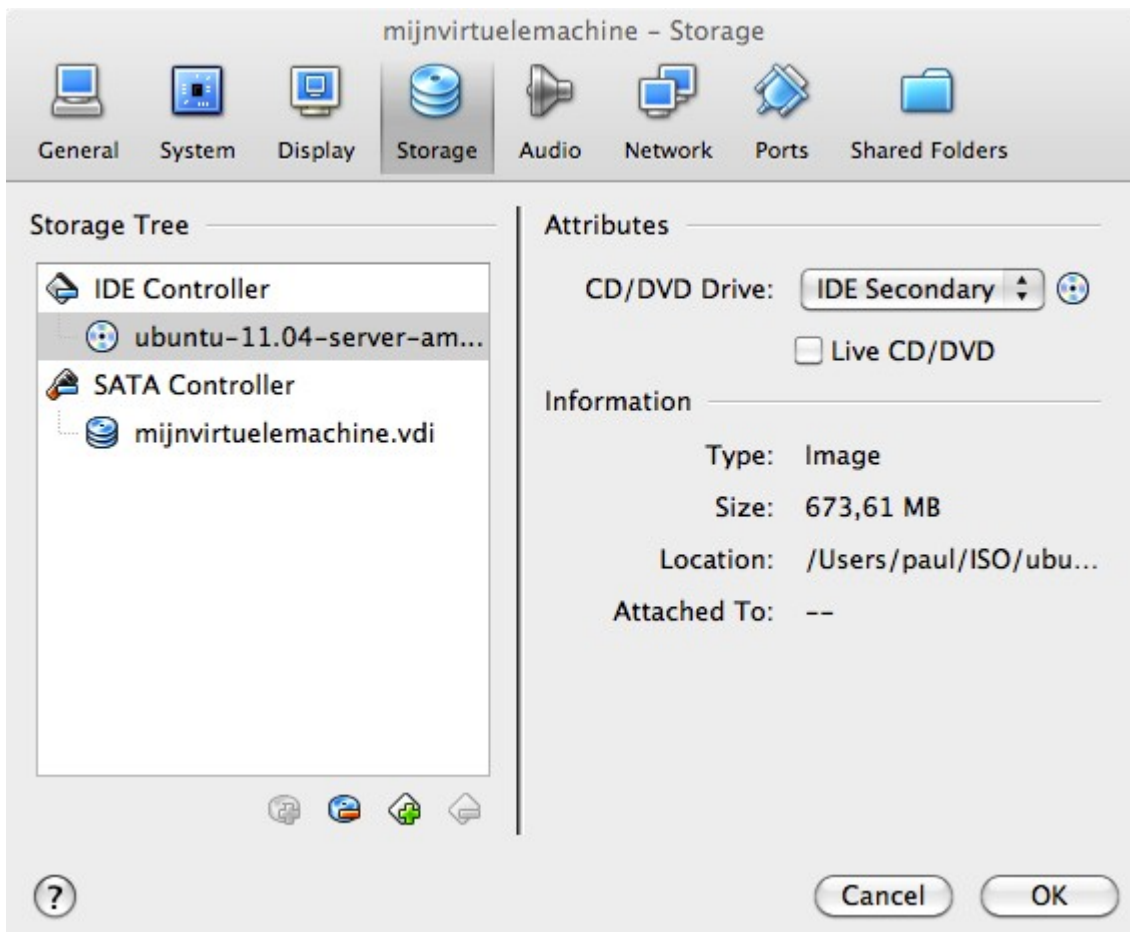 mijnvirtuelemachine – Storage
General System Display Storage Audio Network Ports Shared Folders
Storage Tree
IDE Controller
ubuntu-11.04-server-am...
SATA Controller
mijnvirtuelemachine.vdi
Attributes
CD/DVD Drive: IDE Secondary
Live CD/DVD
Information
Type: Image
Size: 673,61 MB
Location: /Users/paul/ISO/ubu...
Attached To: --
?
Cancel OK